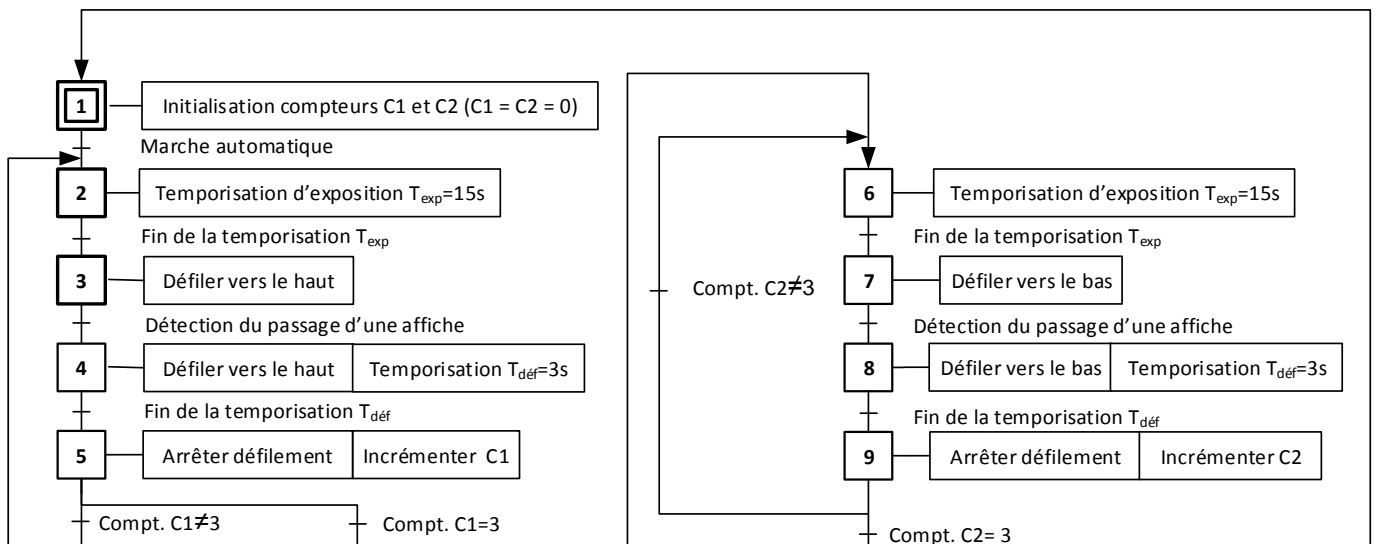 1
Initialisation compteurs C1 et C2 (C1 = C2 = 0)
Marche automatique
2
Temporisation d’exposition Texp=15s
Fin de la temporisation Texp
3
Défiler vers le haut
Détection du passage d’une affiche
4
Défiler vers le haut
Temporisation Tdéf=3s
Fin de la temporisation Tdéf
5
Arrêter défilement
Incrémenter C1
Compt. C1≠3
Compt. C1=3
6
Temporisation d’exposition Texp=15s
Fin de la temporisation Texp
Compt. C2≠3
7
Défiler vers le bas
Détection du passage d’une affiche
8
Défiler vers le bas
Temporisation Tdéf=3s
Fin de la temporisation Tdéf
9
Arrêter défilement
Incrémenter C2
Compt. C2= 3